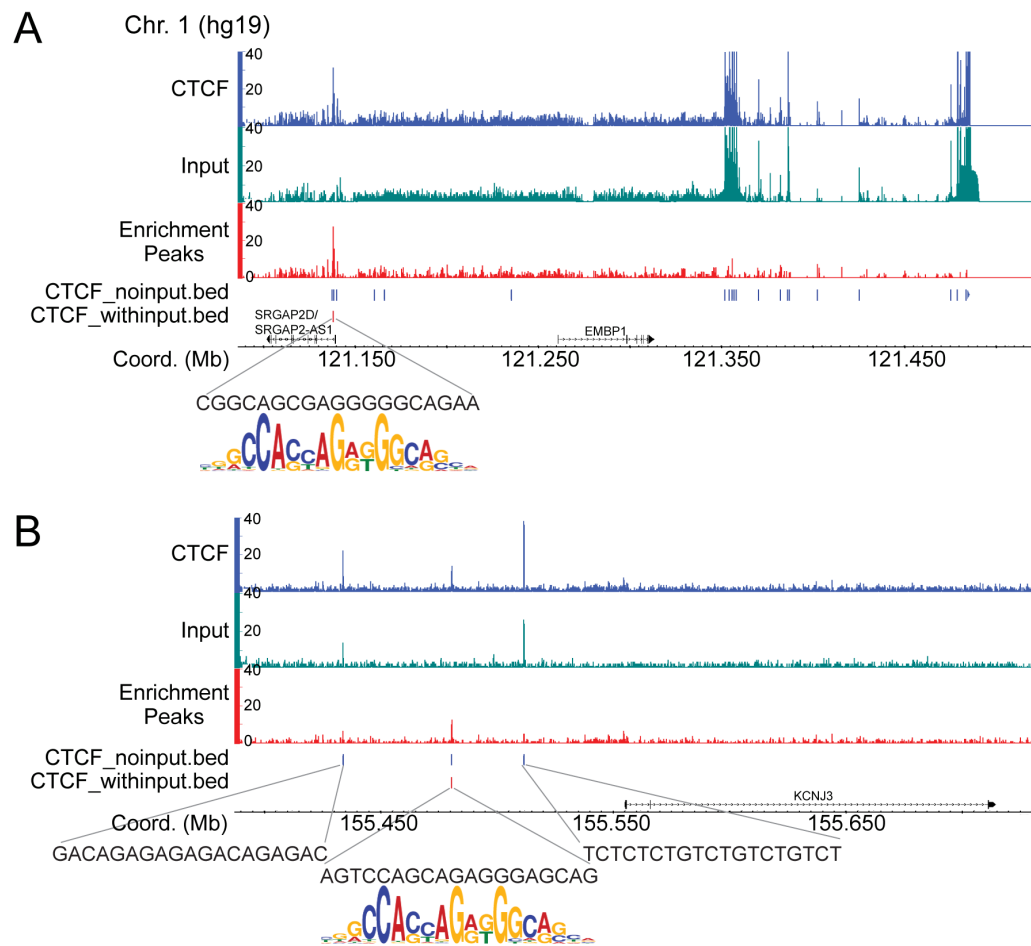 A
Chr. 1 (hg19)
CTCF
40
20
Input
40
20
Enrichment
Peaks
40
20
0
CTCF_noinput.bed
CTCF_withinput.bed
SRGAP2D/
SRGAP2-AS1
EMBP1
Coord. (Mb)
121.150
121.250
121.350
121.450
CGGCAGCGAGGGGGCAGAA
B
CTCF
40
20
Input
40
20
Enrichment
Peaks
40
20
0
CTCF_noinput.bed
CTCF_withinput.bed
KCNJ3
Coord. (Mb)
155.450
155.550
155.650
GACAGAGAGAGACAGAGAC
TCTCTCTGTCTGTCTGTCT
AGTCCAGCAGAGGGAGCAG